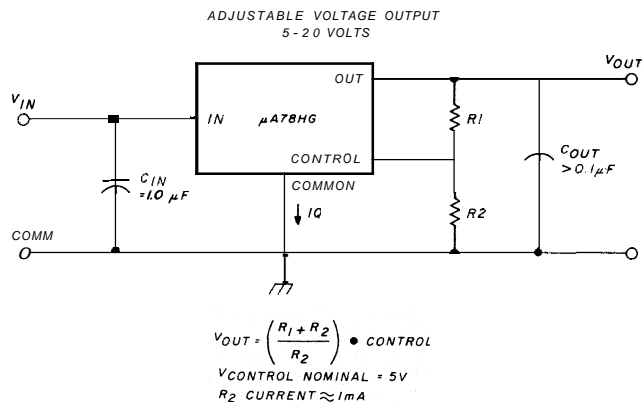 ADJUSTABLE VOLTAGE OUTPUT
5-20 VOLTS
VOUT
OUT
VIN
IN
μA78HG
R1
CONTROL
COUT
>0.1μF
CIN
=1.0 μF
COMMON
IQ
R2
COMM
VOUT = (R1 + R2 / R2) ● CONTROL
VCONTROL NOMINAL = 5V
R2 CURRENT ≈ 1mA